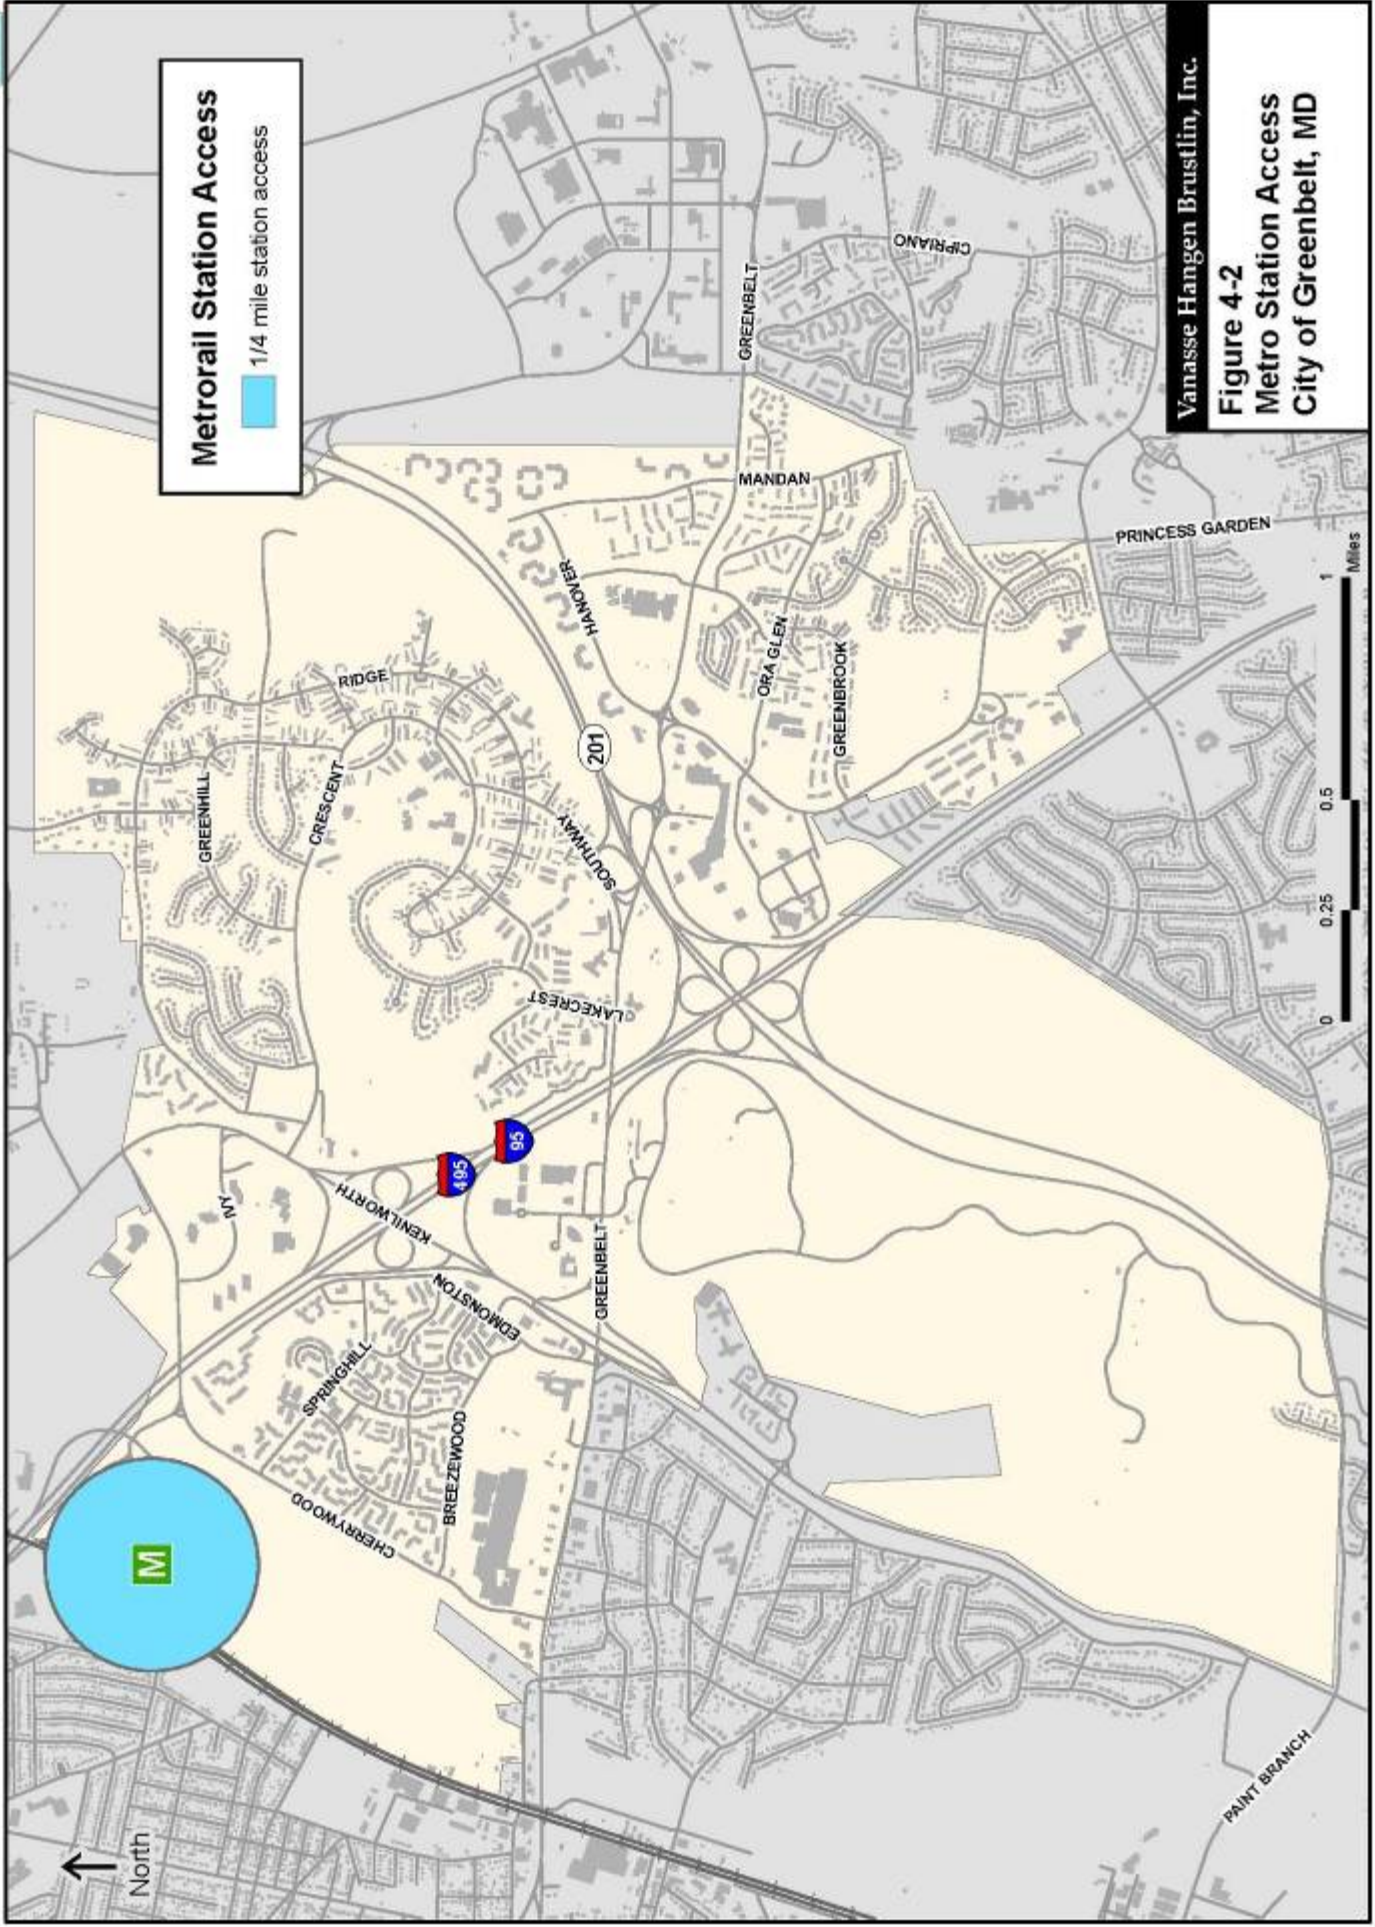 Metrorail Station Access
1/4 mile station access
North
M
GREENHILL
RIDGE
CRESCENT
IVY
KENILWORTH
SPRINGHILL
EDMONSTON
CHERRYWOOD
BREEZEWOOD
495
95
LAKECREST
SOUTHWAY
201
HANOVER
GREENBELT
GREENBELT
MANDAN
ORA GLEN
GREENBROOK
CIPRIANO
PRINCESS GARDEN
PAINT BRANCH
0
0.25
0.5
1
Miles
Vanasse Hangen Brustlin, Inc.
Figure 4-2
Metro Station Access
City of Greenbelt, MD